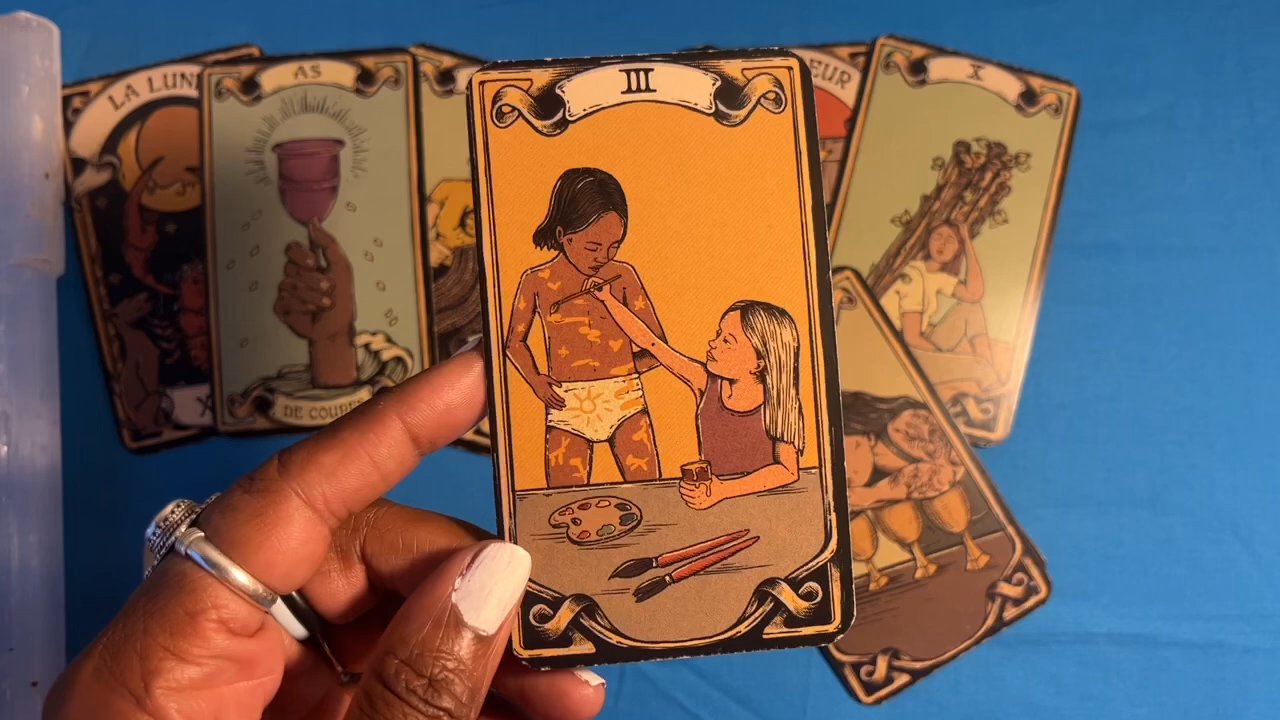 LA LUN
AS
DE COUPES
III
EUR
X
X